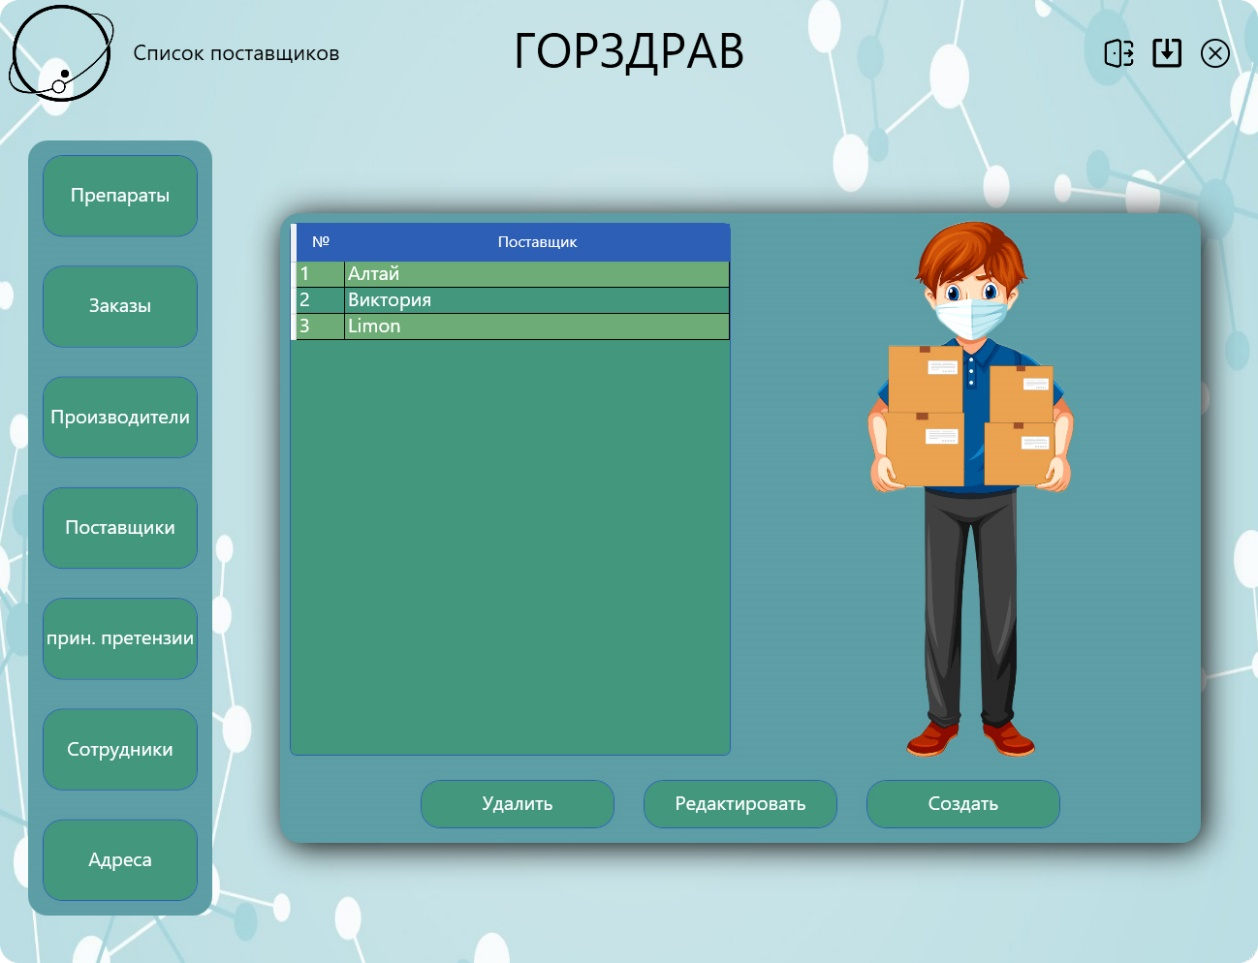 Список поставщиков
ГОРЗДРАВ
Препараты
Заказы
Производители
Поставщики
прин. претензии
Сотрудники
Адреса
№ Поставщик
1 Алтай
2 Виктория
3 Limon
Удалить
Редактировать
Создать